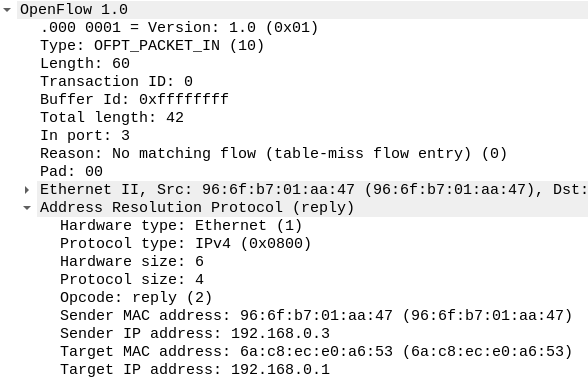 OpenFlow 1.0
.000 0001 = Version: 1.0 (0x01)
Type: OFPT_PACKET_IN (10)
Length: 60
Transaction ID: 0
Buffer Id: 0xffffffff
Total length: 42
In port: 3
Reason: No matching flow (table-miss flow entry) (0)
Pad: 00
Ethernet II, Src: 96:6f:b7:01:aa:47 (96:6f:b7:01:aa:47), Dst:
Address Resolution Protocol (reply)
Hardware type: Ethernet (1)
Protocol type: IPv4 (0x0800)
Hardware size: 6
Protocol size: 4
Opcode: reply (2)
Sender MAC address: 96:6f:b7:01:aa:47 (96:6f:b7:01:aa:47)
Sender IP address: 192.168.0.3
Target MAC address: 6a:c8:ec:e0:a6:53 (6a:c8:ec:e0:a6:53)
Target IP address: 192.168.0.1